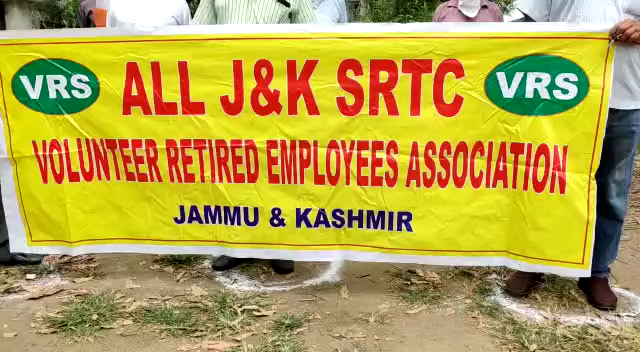 VRS ALL J&K SRTC VRS
VOLUNTEER RETIRED EMPLOYEES ASSOCIATION
JAMMU & KASHMIR